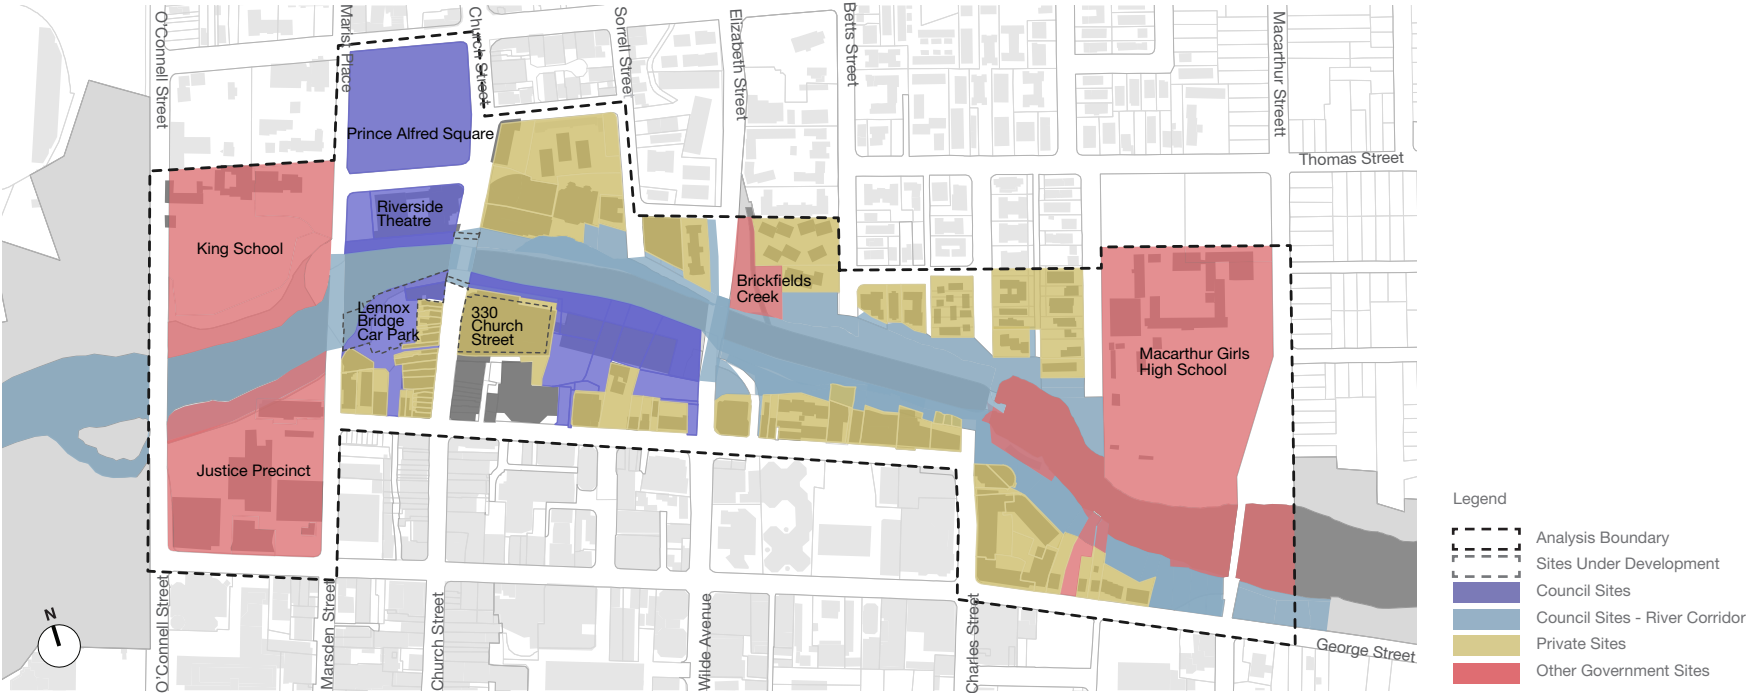 O'Connell Street
Marist Place
Church Street
Sorrell Street
Elizabeth Street
Betts Street
Macarthur Streett
Thomas Street
Prince Alfred Square
Riverside
Theatre
King School
Brickfields
Creek
Lennox
Bridge
Car Park
330
Church
Street
Macarthur Girls
High School
Justice Precinct
N
O'Connell Street
Marsden Street
Church Street
Wilde Avenue
Charles Street
George Street
Legend
Analysis Boundary
Sites Under Development
Council Sites
Council Sites - River Corridor
Private Sites
Other Government Sites